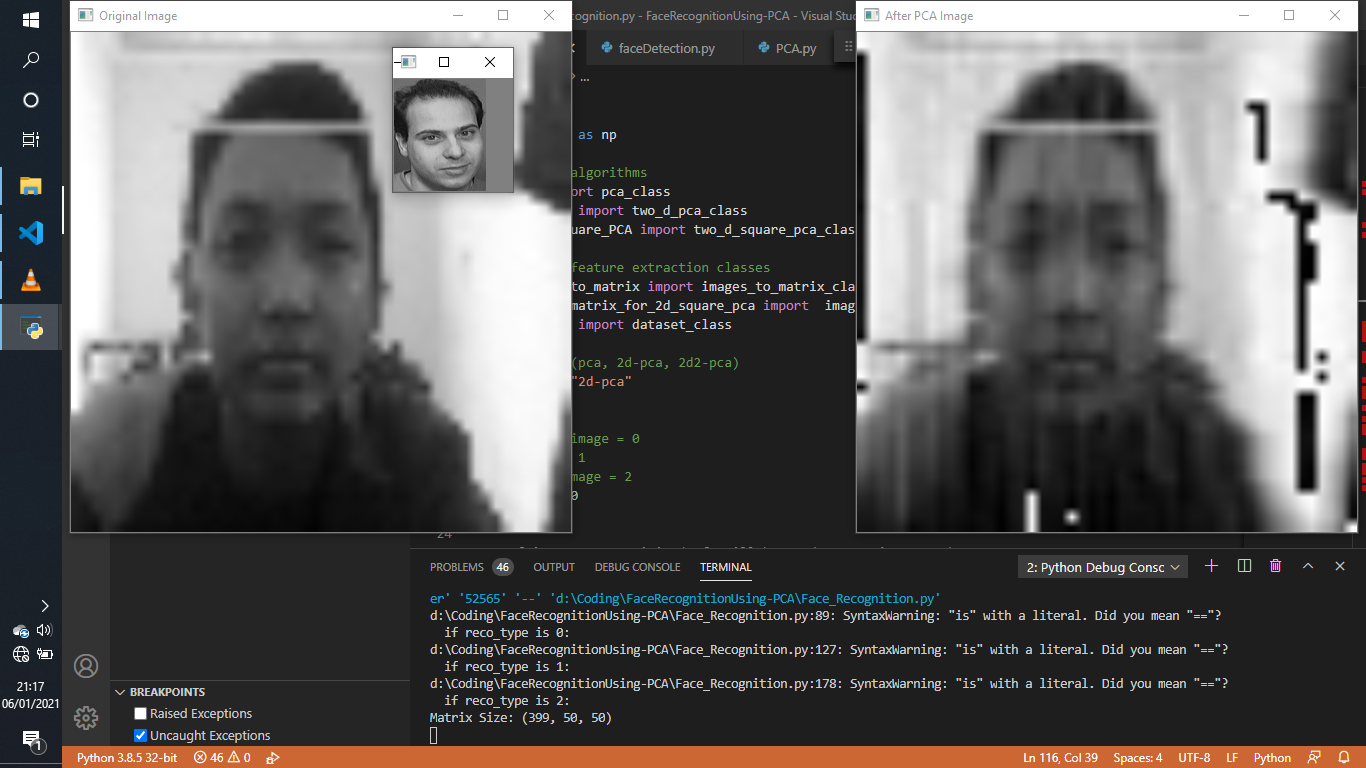 Original Image
ognition.py - FaceRecognitionUsing-PCA - Visual Stud
After PCA Image
faceDetection.py
PCA.py
> ...
as np
algorithms
ort pca_class
import two_d_pca_class
quare_PCA import two_d_square_pca_clas
feature extraction classes
to_matrix import images_to_matrix_cla
matrix_for_2d_square_pca import imag
import dataset_class
(pca, 2d-pca, 2d2-pca)
"2d-pca"
image = 0
1
mage = 2
0
24
PROBLEMS 46 OUTPUT DEBUG CONSOLE TERMINAL 2: Python Debug Consc
er' '52565' '--' 'd:\Coding\FaceRecognitionUsing-PCA\Face_Recognition.py'
d:\Coding\FaceRecognitionUsing-PCA\Face_Recognition.py:89: SyntaxWarning: "is" with a literal. Did you mean "=="?
if reco_type is 0:
d:\Coding\FaceRecognitionUsing-PCA\Face_Recognition.py:127: SyntaxWarning: "is" with a literal. Did you mean "=="?
if reco_type is 1:
d:\Coding\FaceRecognitionUsing-PCA\Face_Recognition.py:178: SyntaxWarning: "is" with a literal. Did you mean "=="?
if reco_type is 2:
Matrix Size: (399, 50, 50)
BREAKPOINTS
Raised Exceptions
Uncaught Exceptions
21:17
06/01/2021
1
Python 3.8.5 32-bit 46 0 Ln 116, Col 39 Spaces: 4 UTF-8 LF Python